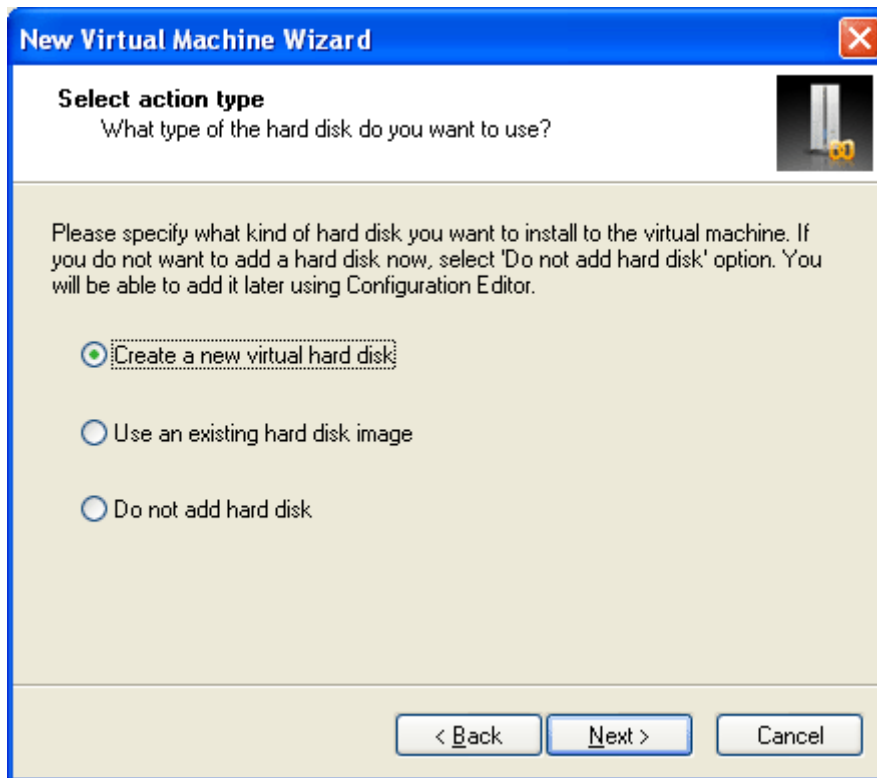 New Virtual Machine Wizard
Select action type
What type of the hard disk do you want to use?
Please specify what kind of hard disk you want to install to the virtual machine. If
you do not want to add a hard disk now, select 'Do not add hard disk' option. You
will be able to add it later using Configuration Editor.
Create a new virtual hard disk
Use an existing hard disk image
Do not add hard disk
< Back
Next >
Cancel